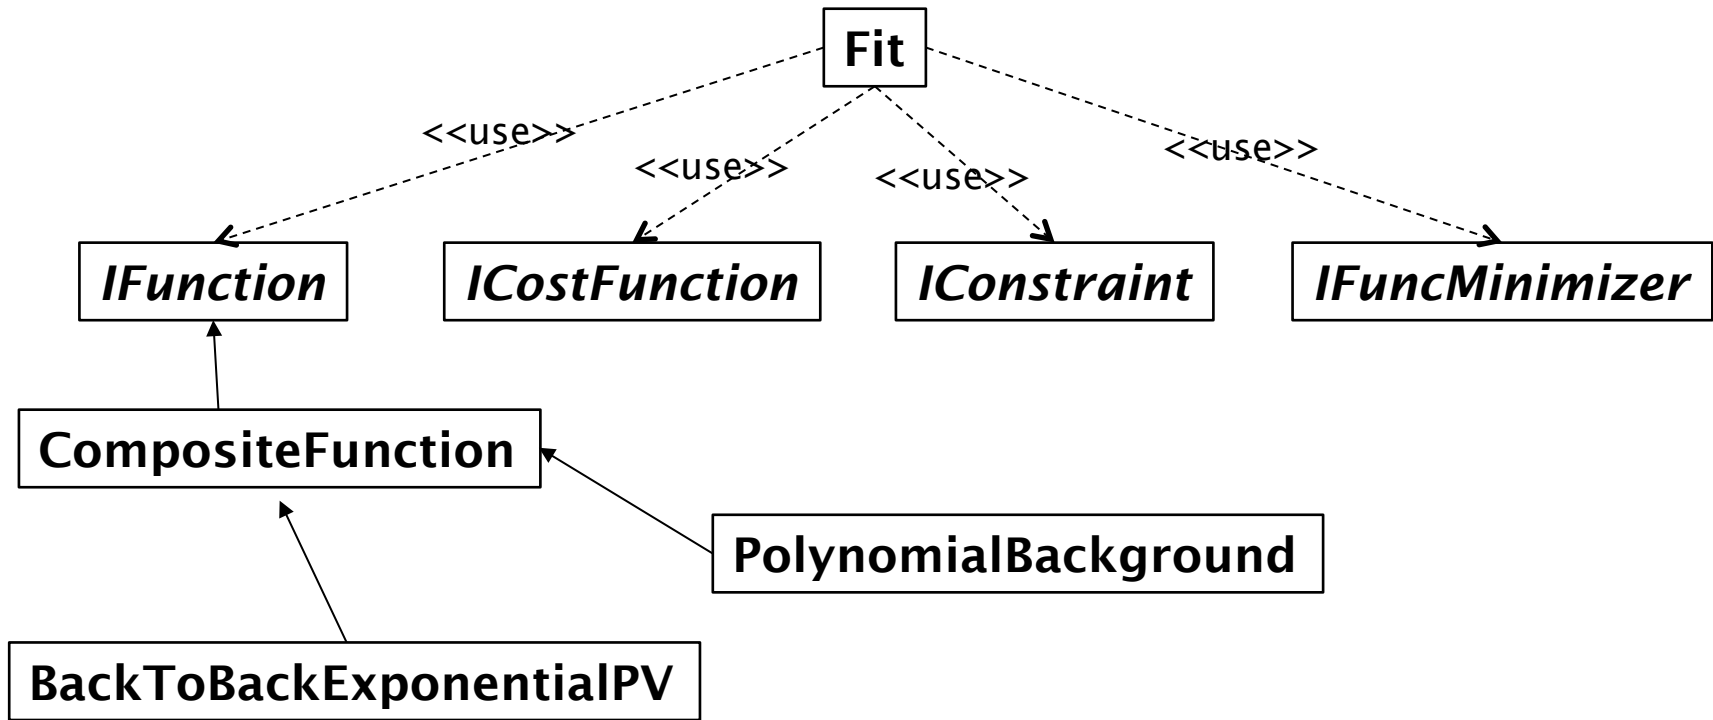 Fit
<<use>>
<<use>>
<<use>>
<<use>>
IFunction
ICostFunction
IConstraint
IFuncMinimizer
CompositeFunction
PolynomialBackground
BackToBackExponentialPV